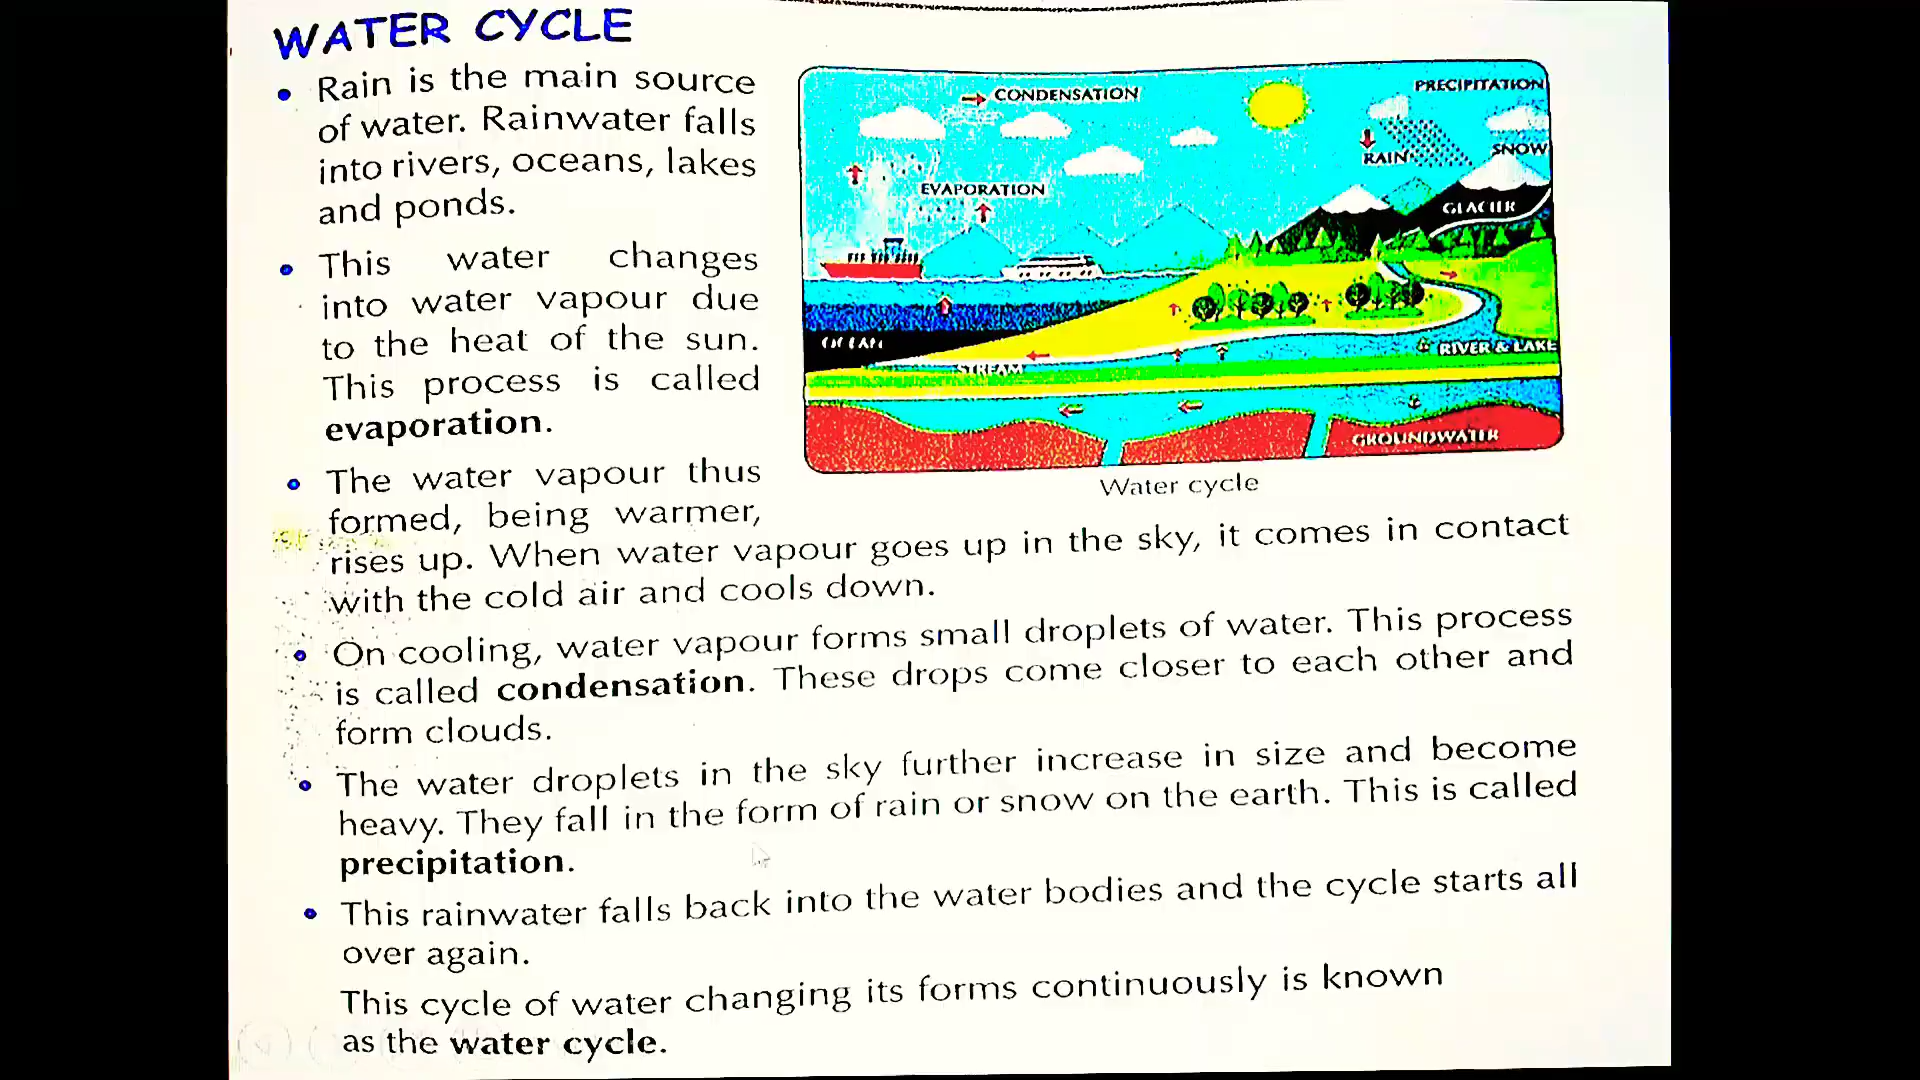 WATER CYCLE
• Rain is the main source
of water. Rainwater falls
into rivers, oceans, lakes
and ponds.
• This water changes
into water vapour due
to the heat of the sun.
This process is called
evaporation.
• The water vapour thus
formed, being warmer,
rises up. When water vapour goes up in the sky, it comes in contact
with the cold air and cools down.
• On cooling, water vapour forms small droplets of water. This process
is called condensation. These drops come closer to each other and
form clouds.
• The water droplets in the sky further increase in size and become
heavy. They fall in the form of rain or snow on the earth. This is called
precipitation.
• This rainwater falls back into the water bodies and the cycle starts all
over again.
This cycle of water changing its forms continuously is known
as the water cycle.
CONDENSATION
PRECIPITATION
RAIN
SNOW
EVAPORATION
GLACIER
OCEAN
STREAM
RIVER & LAKE
GROUNDWATER
Water cycle